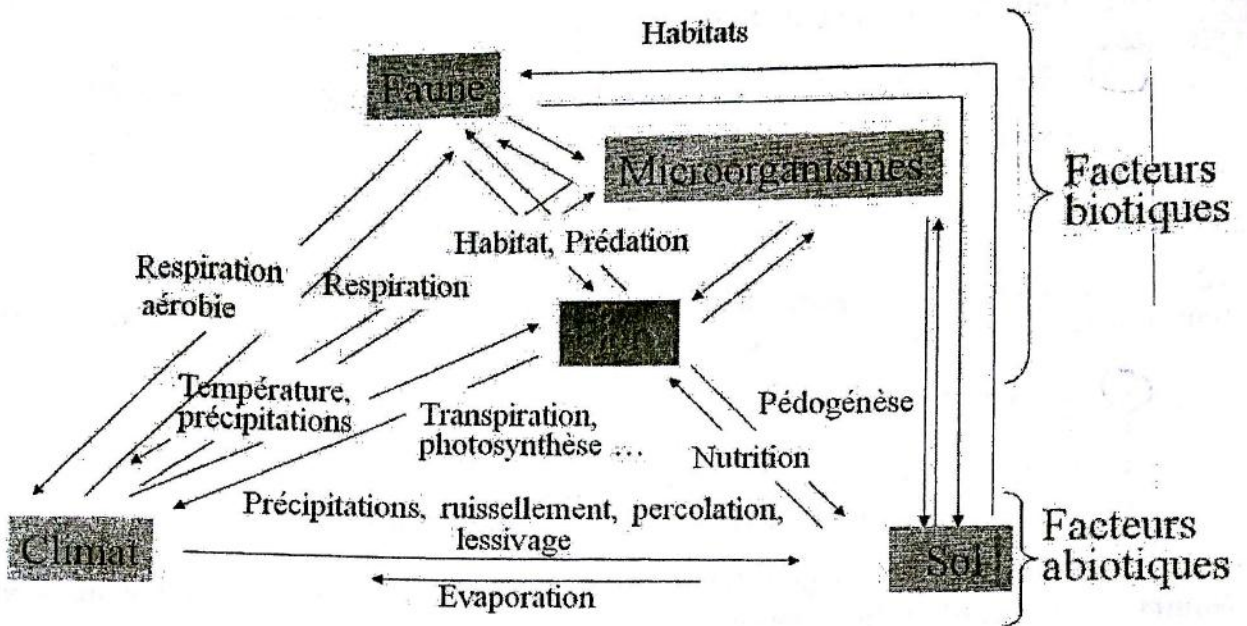 Habitats
Faune
Microorganismes
Facteurs
biotiques
Habitat, Prédation
Respiration
aérobie
Respiration
Température,
précipitations
Transpiration,
photosynthèse ...
Pédogénèse
Nutrition
Précipitations, ruissellement, percolation,
lessivage
Climat
Sol
Facteurs
abiotiques
Evaporation